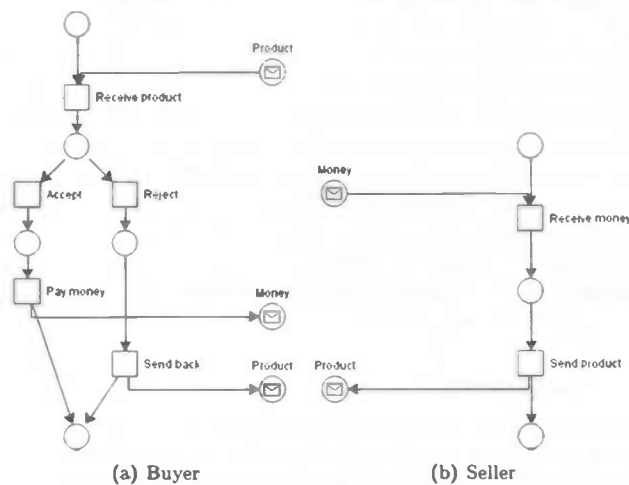 Product
Receive product
Accept
Reject
Pay money
Money
Send back
Product
(a) Buyer
Money
Receive money
Send product
Product
(b) Seller